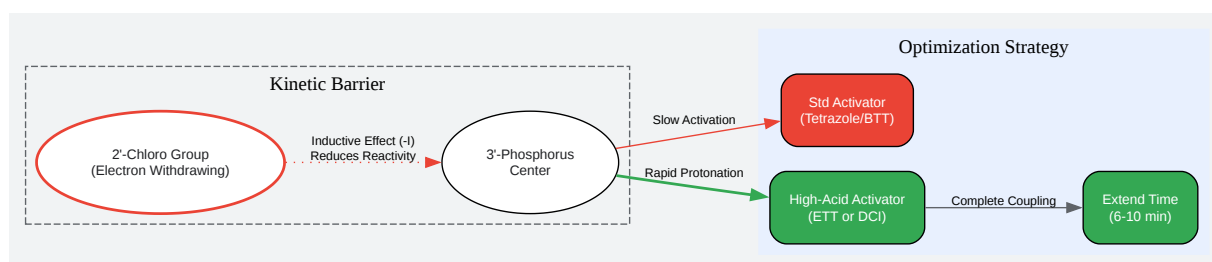 Optimization Strategy
Kinetic Barrier
2'-Chloro Group
(Electron Withdrawing)
Inductive Effect (-I)
Reduces Reactivity
3'-Phosphorus
Center
Slow Activation
Std Activator
(Tetrazole/BTT)
Rapid Protonation
High-Acid Activator
(ETT or DCI)
Complete Coupling
Extend Time
(6-10 min)